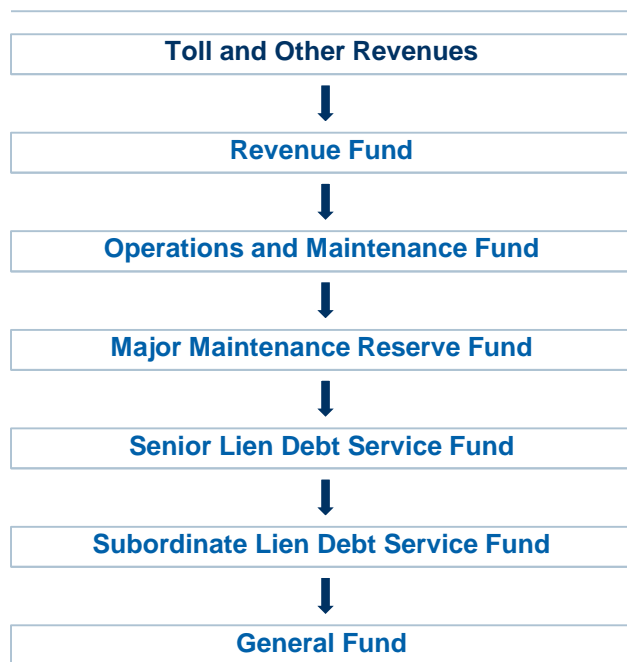 Toll and Other Revenues
Revenue Fund
Operations and Maintenance Fund
Major Maintenance Reserve Fund
Senior Lien Debt Service Fund
Subordinate Lien Debt Service Fund
General Fund